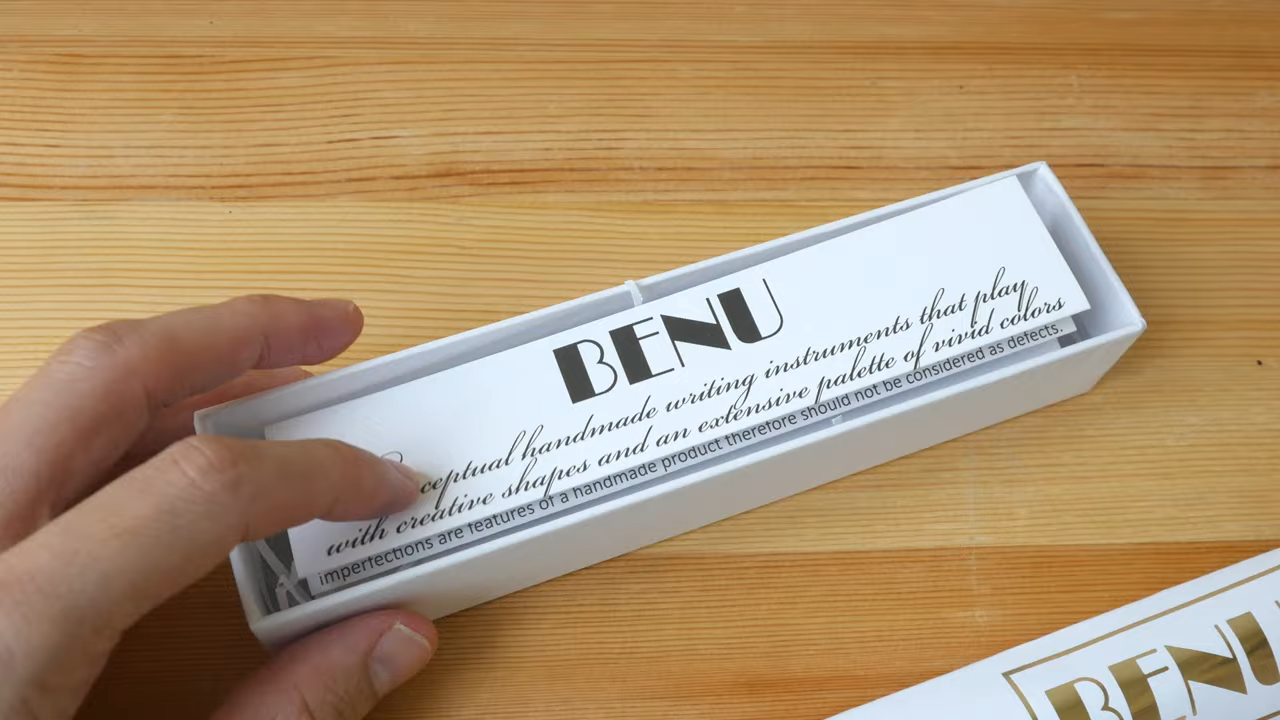 BENU
ceptual handmade writing instruments that play
with creative shapes and an extensive palette of vivid colors
imperfections are features of a handmade product therefore should not be considered as defects.
BENU